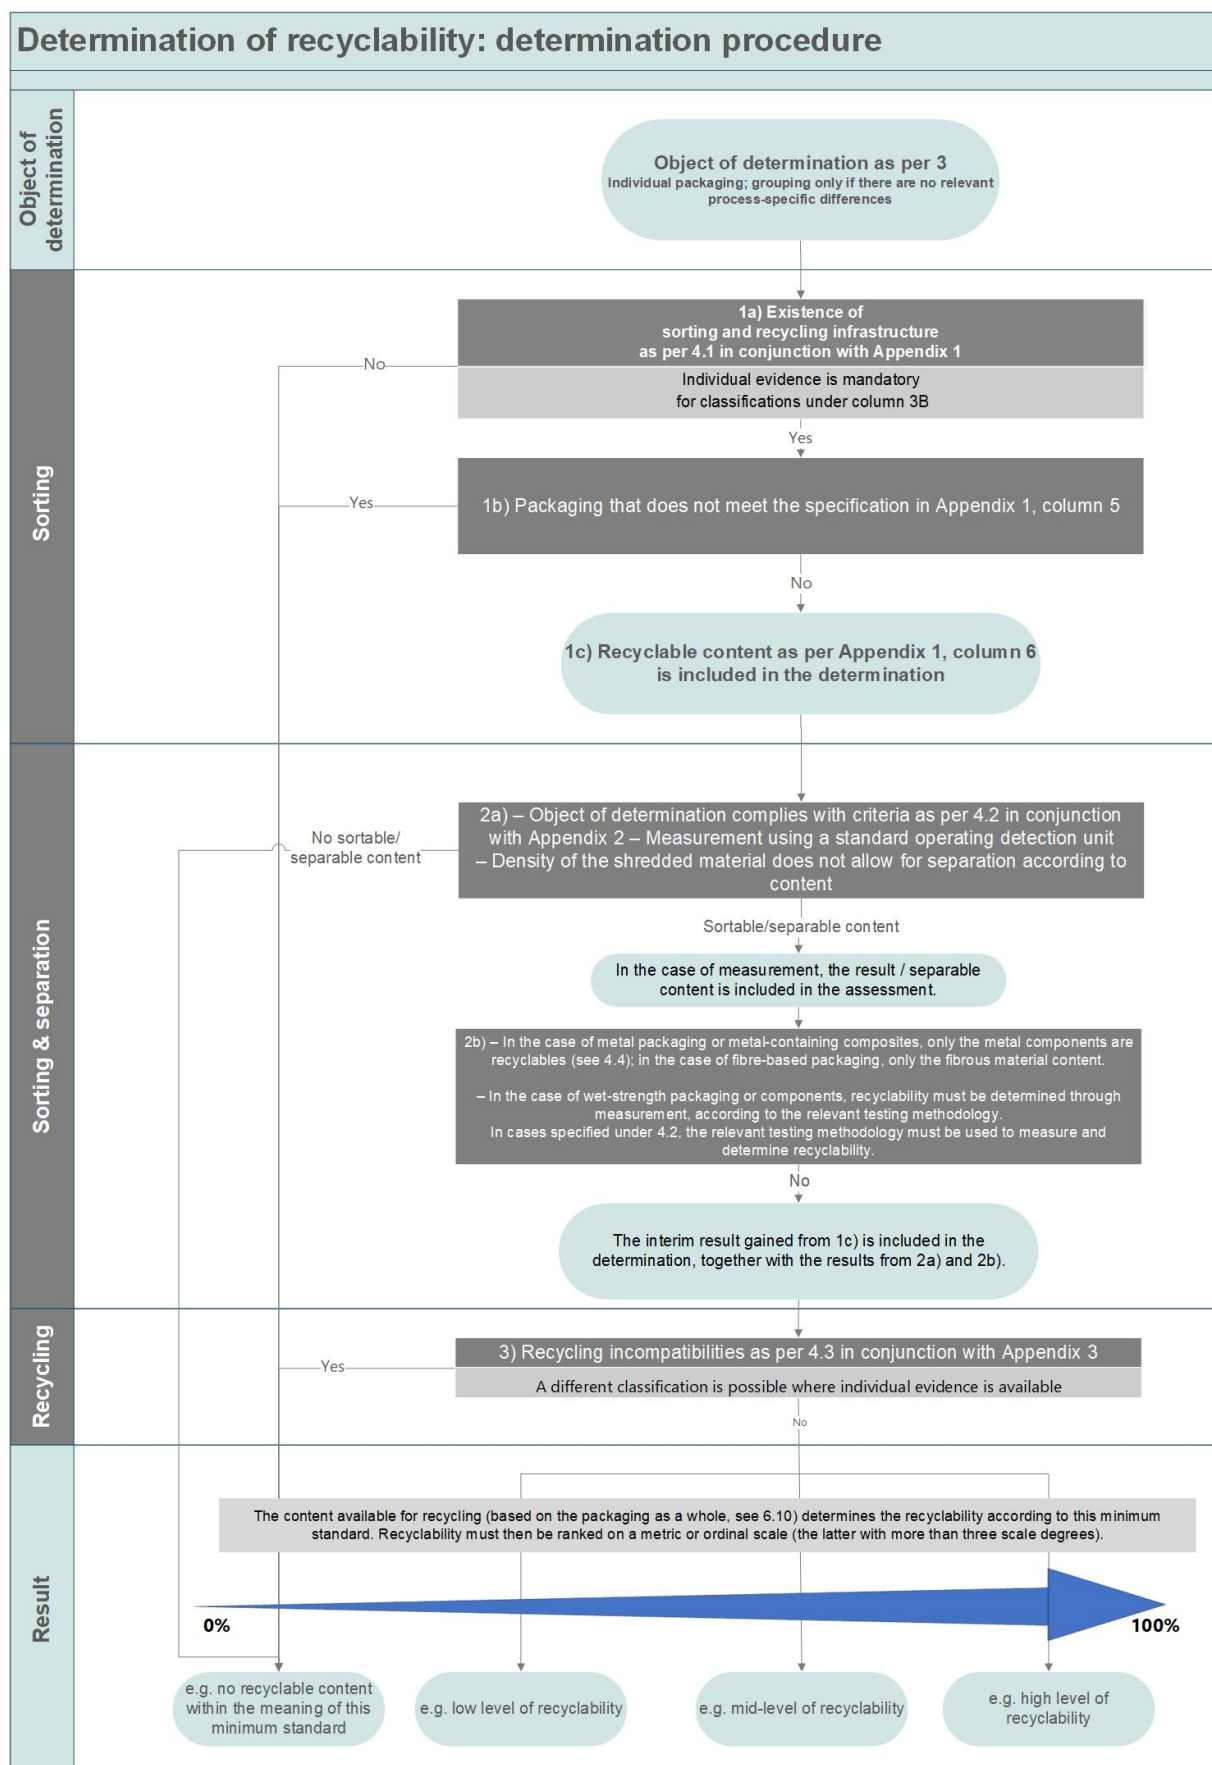 Determination of recyclability: determination procedure
Object of
determination
Object of determination as per 3
Individual packaging; grouping only if there are no relevant
process-specific differences
Sorting
1a) Existence of
sorting and recycling infrastructure
as per 4.1 in conjunction with Appendix 1
No
Individual evidence is mandatory
for classifications under column 3B
Yes
Yes
1b) Packaging that does not meet the specification in Appendix 1, column 5
No
1c) Recyclable content as per Appendix 1, column 6
is included in the determination
Sorting & separation
2a) – Object of determination complies with criteria as per 4.2 in conjunction
with Appendix 2 – Measurement using a standard operating detection unit
– Density of the shredded material does not allow for separation according to
content
No sortable/
separable content
Sortable/separable content
In the case of measurement, the result / separable
content is included in the assessment.
2b) – In the case of metal packaging or metal-containing composites, only the metal components are
recyclables (see 4.4); in the case of fibre-based packaging, only the fibrous material content.
– In the case of wet-strength packaging or components, recyclability must be determined through
measurement, according to the relevant testing methodology.
In cases specified under 4.2, the relevant testing methodology must be used to measure and
determine recyclability.
No
The interim result gained from 1c) is included in the
determination, together with the results from 2a) and 2b).
Recycling
3) Recycling incompatibilities as per 4.3 in conjunction with Appendix 3
Yes
A different classification is possible where individual evidence is available
No
Result
The content available for recycling (based on the packaging as a whole, see 6.10) determines the recyclability according to this minimum
standard. Recyclability must then be ranked on a metric or ordinal scale (the latter with more than three scale degrees).
0%
100%
e.g. no recyclable content
within the meaning of this
minimum standard
e.g. low level of recyclability
e.g. mid-level of recyclability
e.g. high level of
recyclability